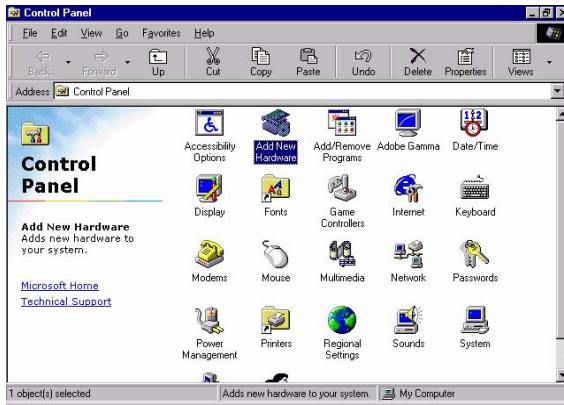 Control Panel
File Edit View Go Favorites Help
Back Forward Up Cut Copy Paste Undo Delete Properties Views
Address Control Panel
Control
Panel
Add New Hardware
Adds new hardware to
your system.
Microsoft Home
Technical Support
Accessibility
Options
Add New
Hardware
Add/Remove
Programs
Adobe Gamma
Date/Time
Display
Fonts
Game
Controllers
Internet
Keyboard
Modems
Mouse
Multimedia
Network
Passwords
Power
Management
Printers
Regional
Settings
Sounds
System
1 object(s) selected
Adds new hardware to your system.
My Computer